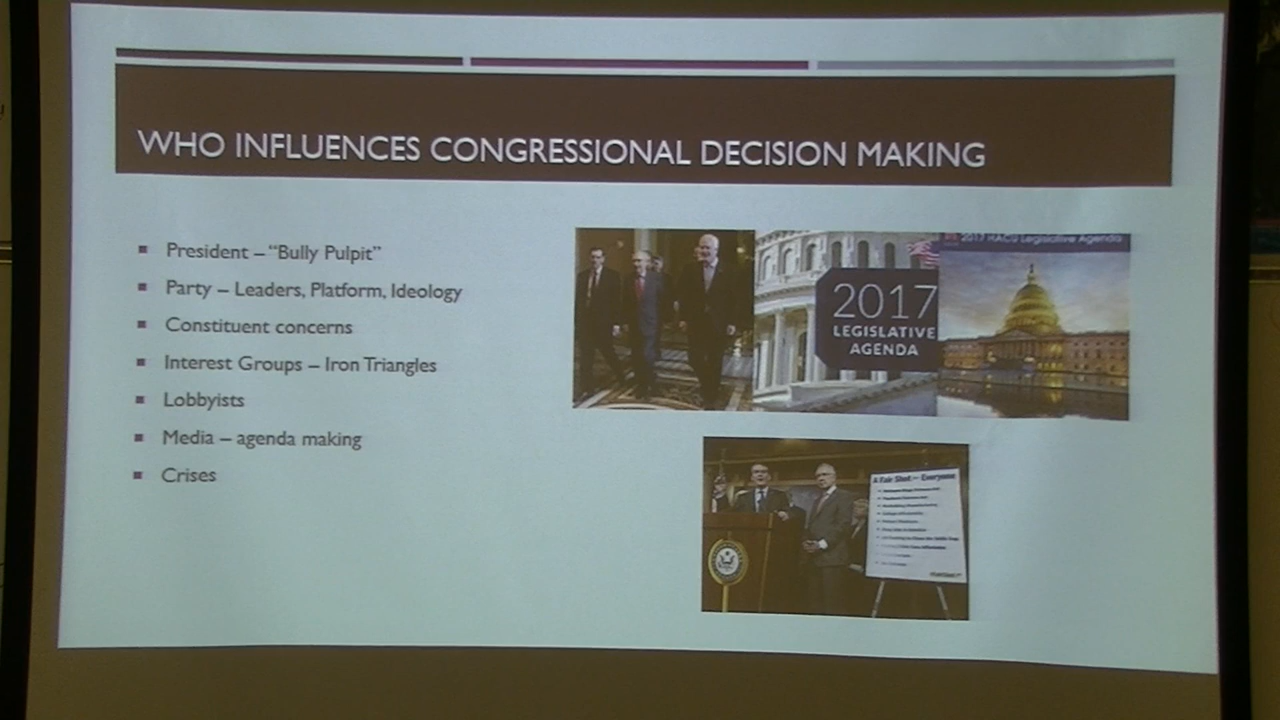 WHO INFLUENCES CONGRESSIONAL DECISION MAKING
President – "Bully Pulpit"
Party – Leaders, Platform, Ideology
Constituent concerns
Interest Groups – Iron Triangles
Lobbyists
Media – agenda making
Crises
2017
LEGISLATIVE
AGENDA
2017 HACU Legislative Agenda
A Fair Shot Everyone